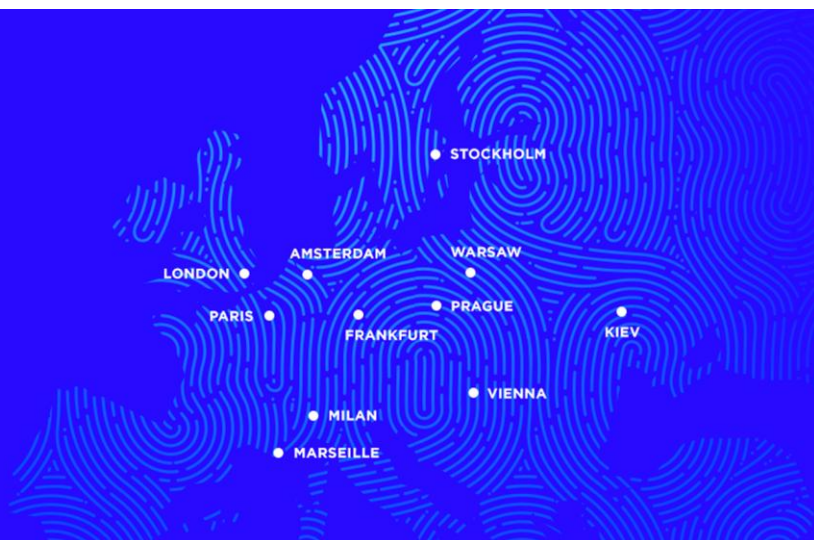 STOCKHOLM
AMSTERDAM
WARSAW
LONDON
PRAGUE
PARIS
KIEV
FRANKFURT
VIENNA
MILAN
MARSEILLE